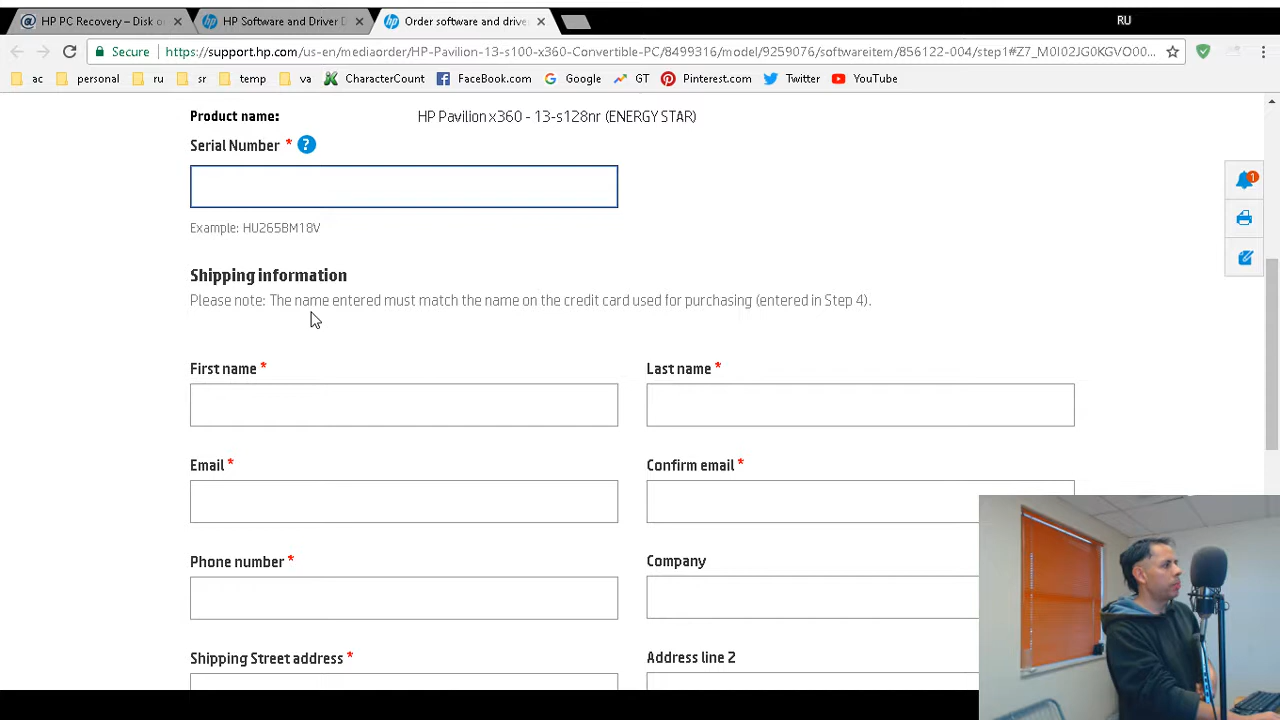 HP PC Recovery – Disk o
HP Software and Driver D
Order software and drive
RU
Secure
https://support.hp.com/us-en/mediaorder/HP-Pavilion-13-s100-x360-Convertible-PC/8499316/model/9259076/softwareitem/856122-004/step1#Z7_M0I02JG0KGVO00...
ac
personal
ru
sr
temp
va
CharacterCount
FaceBook.com
Google
GT
Pinterest.com
Twitter
YouTube
Product name: HP Pavilion x360 - 13-s128nr (ENERGY STAR)
Serial Number * ?
Example: HU265BM18V
1
Shipping information
Please note: The name entered must match the name on the credit card used for purchasing (entered in Step 4).
First name *
Last name *
Email *
Confirm email *
Phone number *
Company
Shipping Street address *
Address line 2